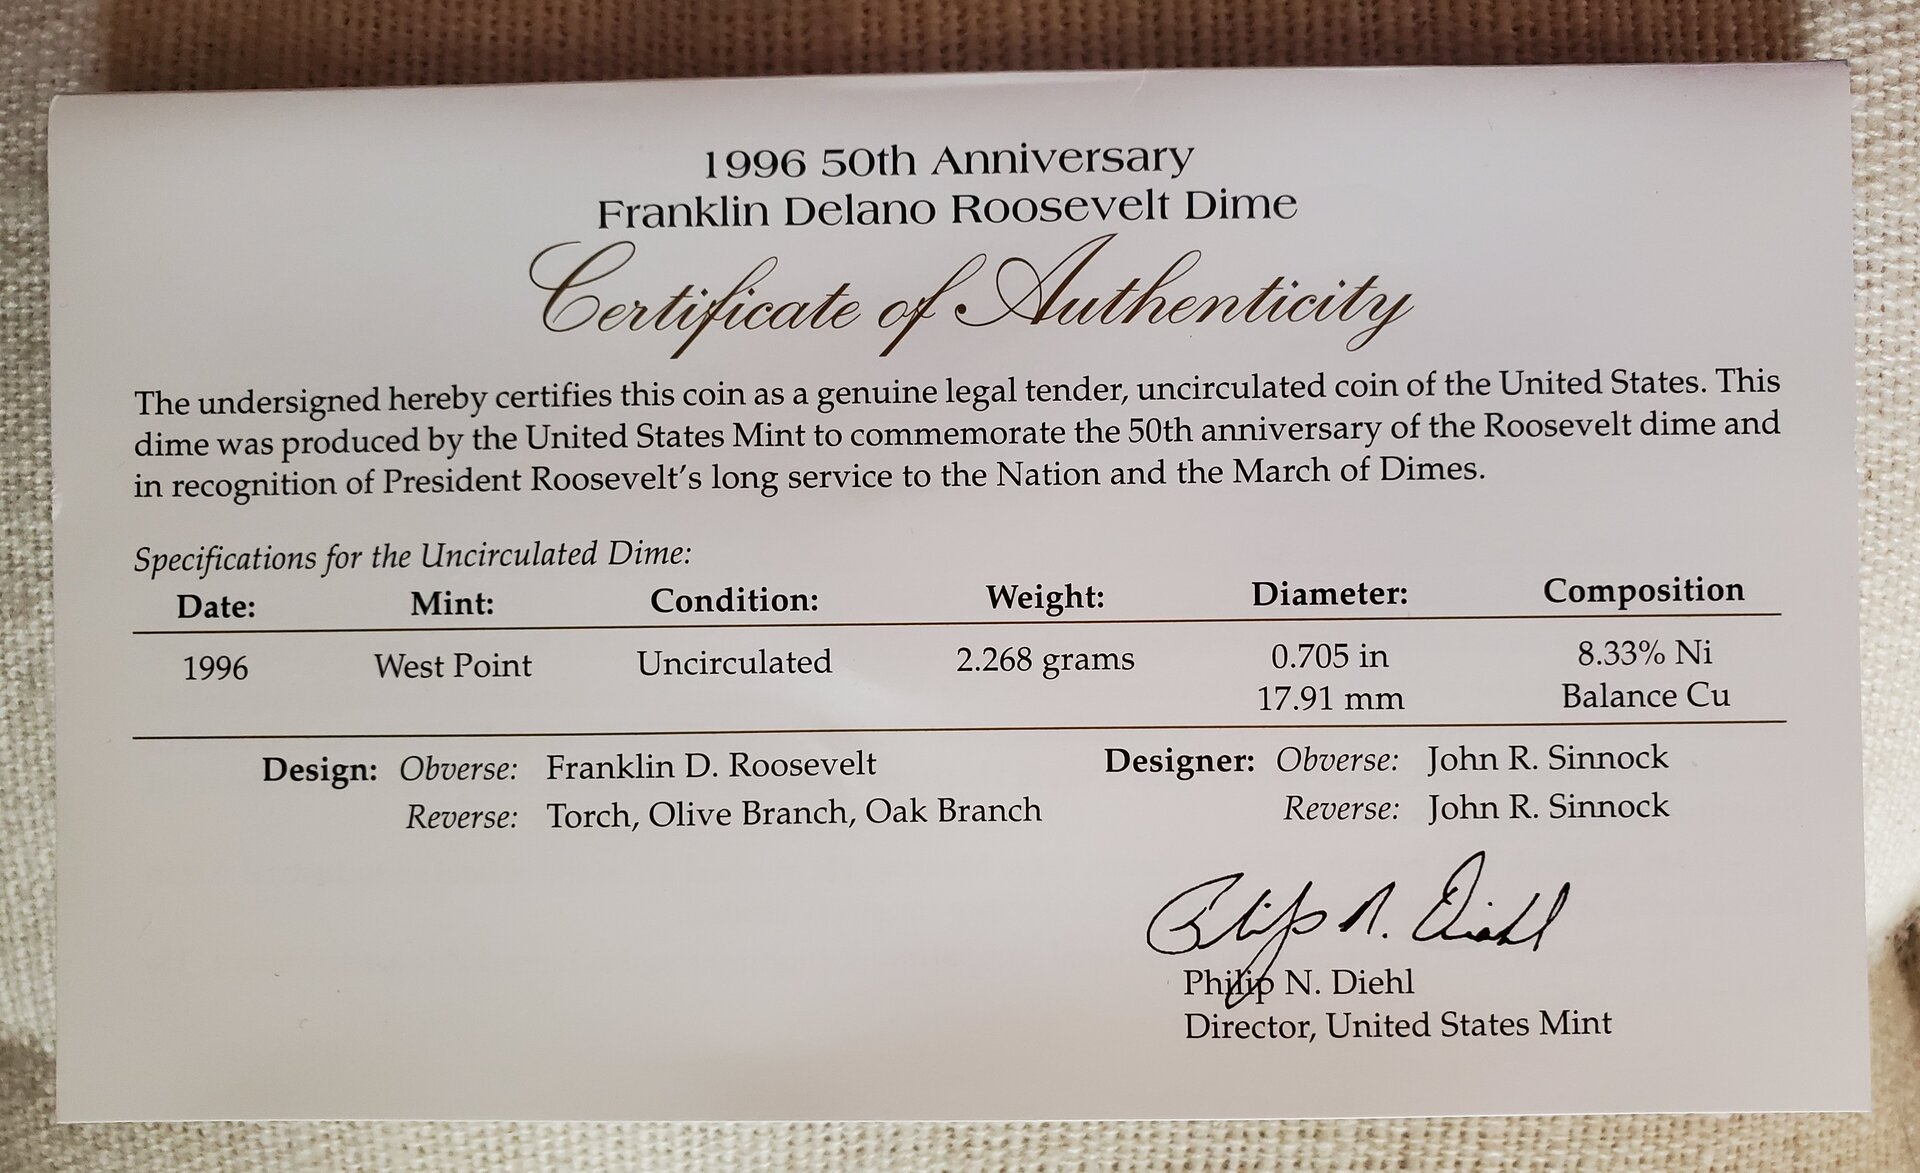 1996 50th Anniversary
Franklin Delano Roosevelt Dime
Certificate of Authenticity
The undersigned hereby certifies this coin as a genuine legal tender, uncirculated coin of the United States. This
dime was produced by the United States Mint to commemorate the 50th anniversary of the Roosevelt dime and
in recognition of President Roosevelt's long service to the Nation and the March of Dimes.
Specifications for the Uncirculated Dime:
Date: Mint: Condition: Weight: Diameter: Composition
1996 West Point Uncirculated 2.268 grams 0.705 in 8.33% Ni
17.91 mm Balance Cu
Design: Obverse: Franklin D. Roosevelt Designer: Obverse: John R. Sinnock
Reverse: Torch, Olive Branch, Oak Branch Reverse: John R. Sinnock
Philip N. Diehl
Philip N. Diehl
Director, United States Mint